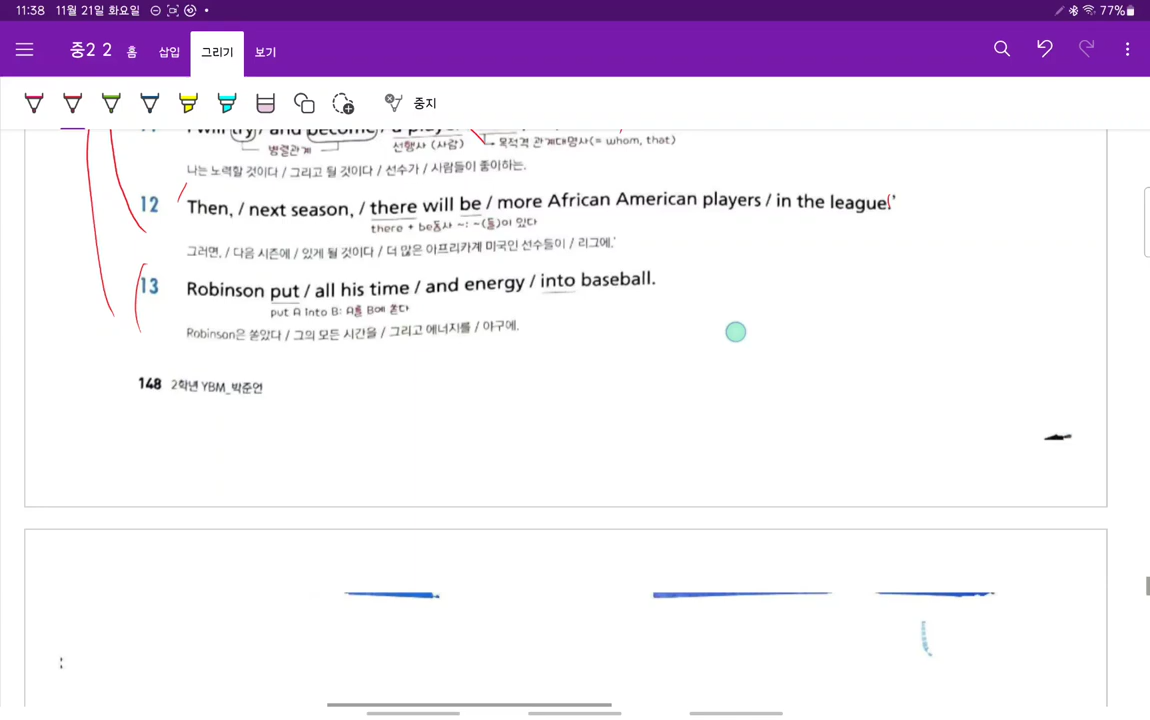 11:38 11월 21일 화요일 77%
중2 2 홈 삽입 그리기 보기
중지
I will try / and become / a player
병렬관계 선행사 (사람) 목적격 관계대명사(= whom, that)
나는 노력할 것이다 / 그리고 될 것이다 / 선수가 / 사람들이 좋아하는.
12 Then, / next season, / there will be / more African American players / in the league.'
there + be동사 ~: ~(들)이 있다
그러면, / 다음 시즌에 / 있게 될 것이다 / 더 많은 아프리카계 미국인 선수들이 / 리그에.'
13 Robinson put / all his time / and energy / into baseball.
put A into B: A를 B에 쏟다
Robinson은 쏟았다 / 그의 모든 시간을 / 그리고 에너지를 / 야구에.
148 2학년 YBM_박준언